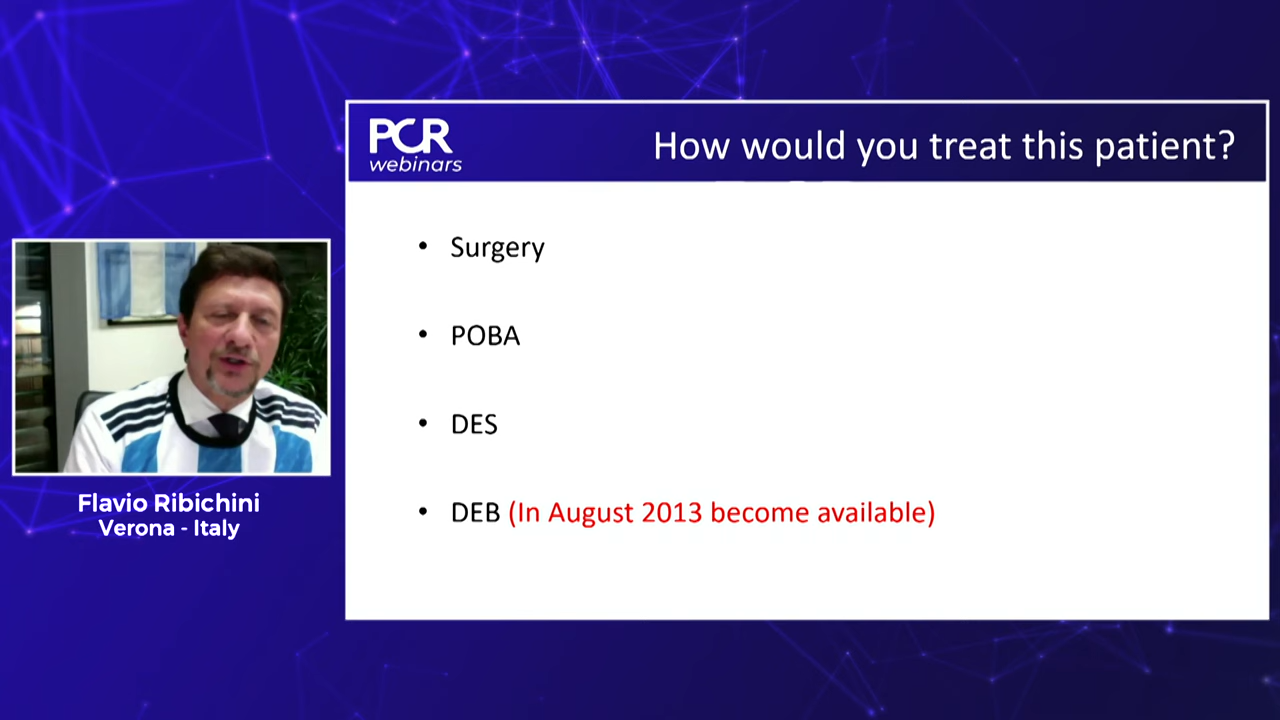 PCR
webinars
How would you treat this patient?
• Surgery
• POBA
• DES
• DEB (In August 2013 become available)
Flavio Ribichini
Verona - Italy